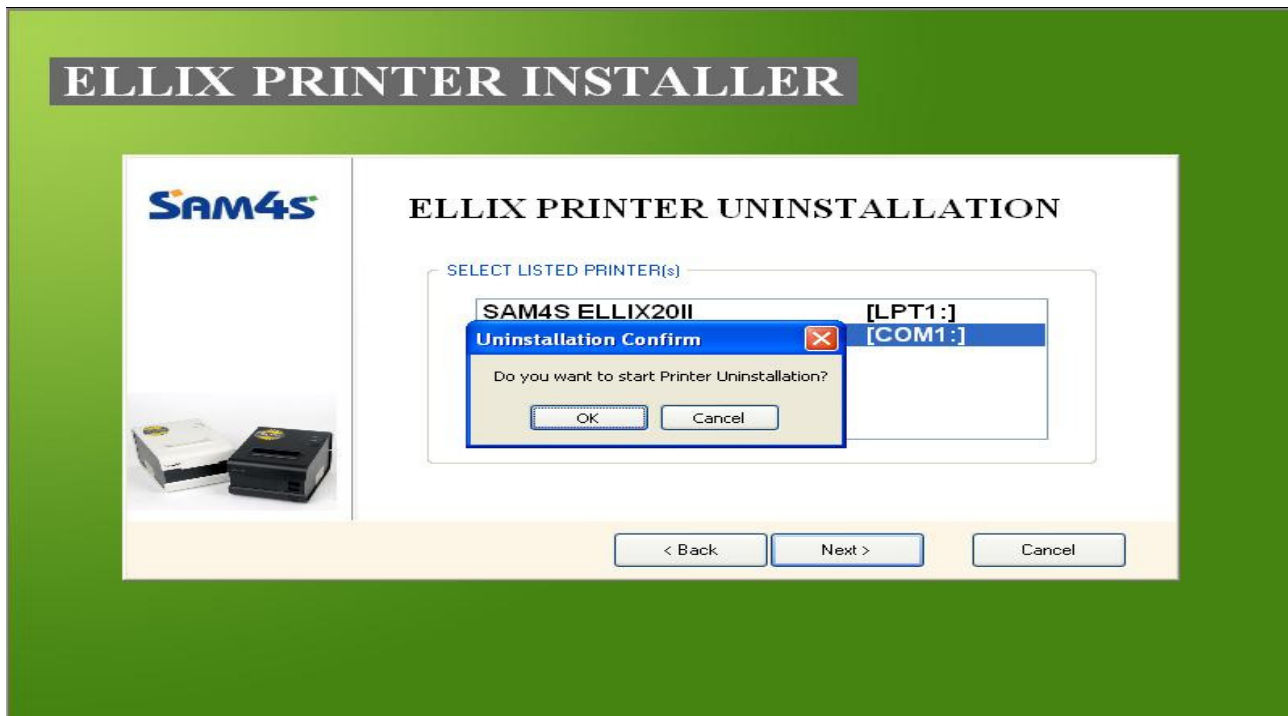 ELLIX PRINTER INSTALLER
SAM4S
ELLIX PRINTER UNINSTALLATION
SELECT LISTED PRINTER(s)
SAM4S ELLIX20II [LPT1:]
[COM1:]
Uninstallation Confirm
Do you want to start Printer Uninstallation?
OK Cancel
< Back Next > Cancel